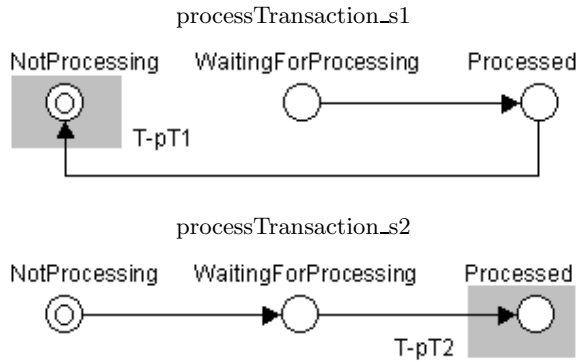 processTransaction_s1
NotProcessing WaitingForProcessing Processed
T-pT1
processTransaction_s2
NotProcessing WaitingForProcessing Processed
T-pT2